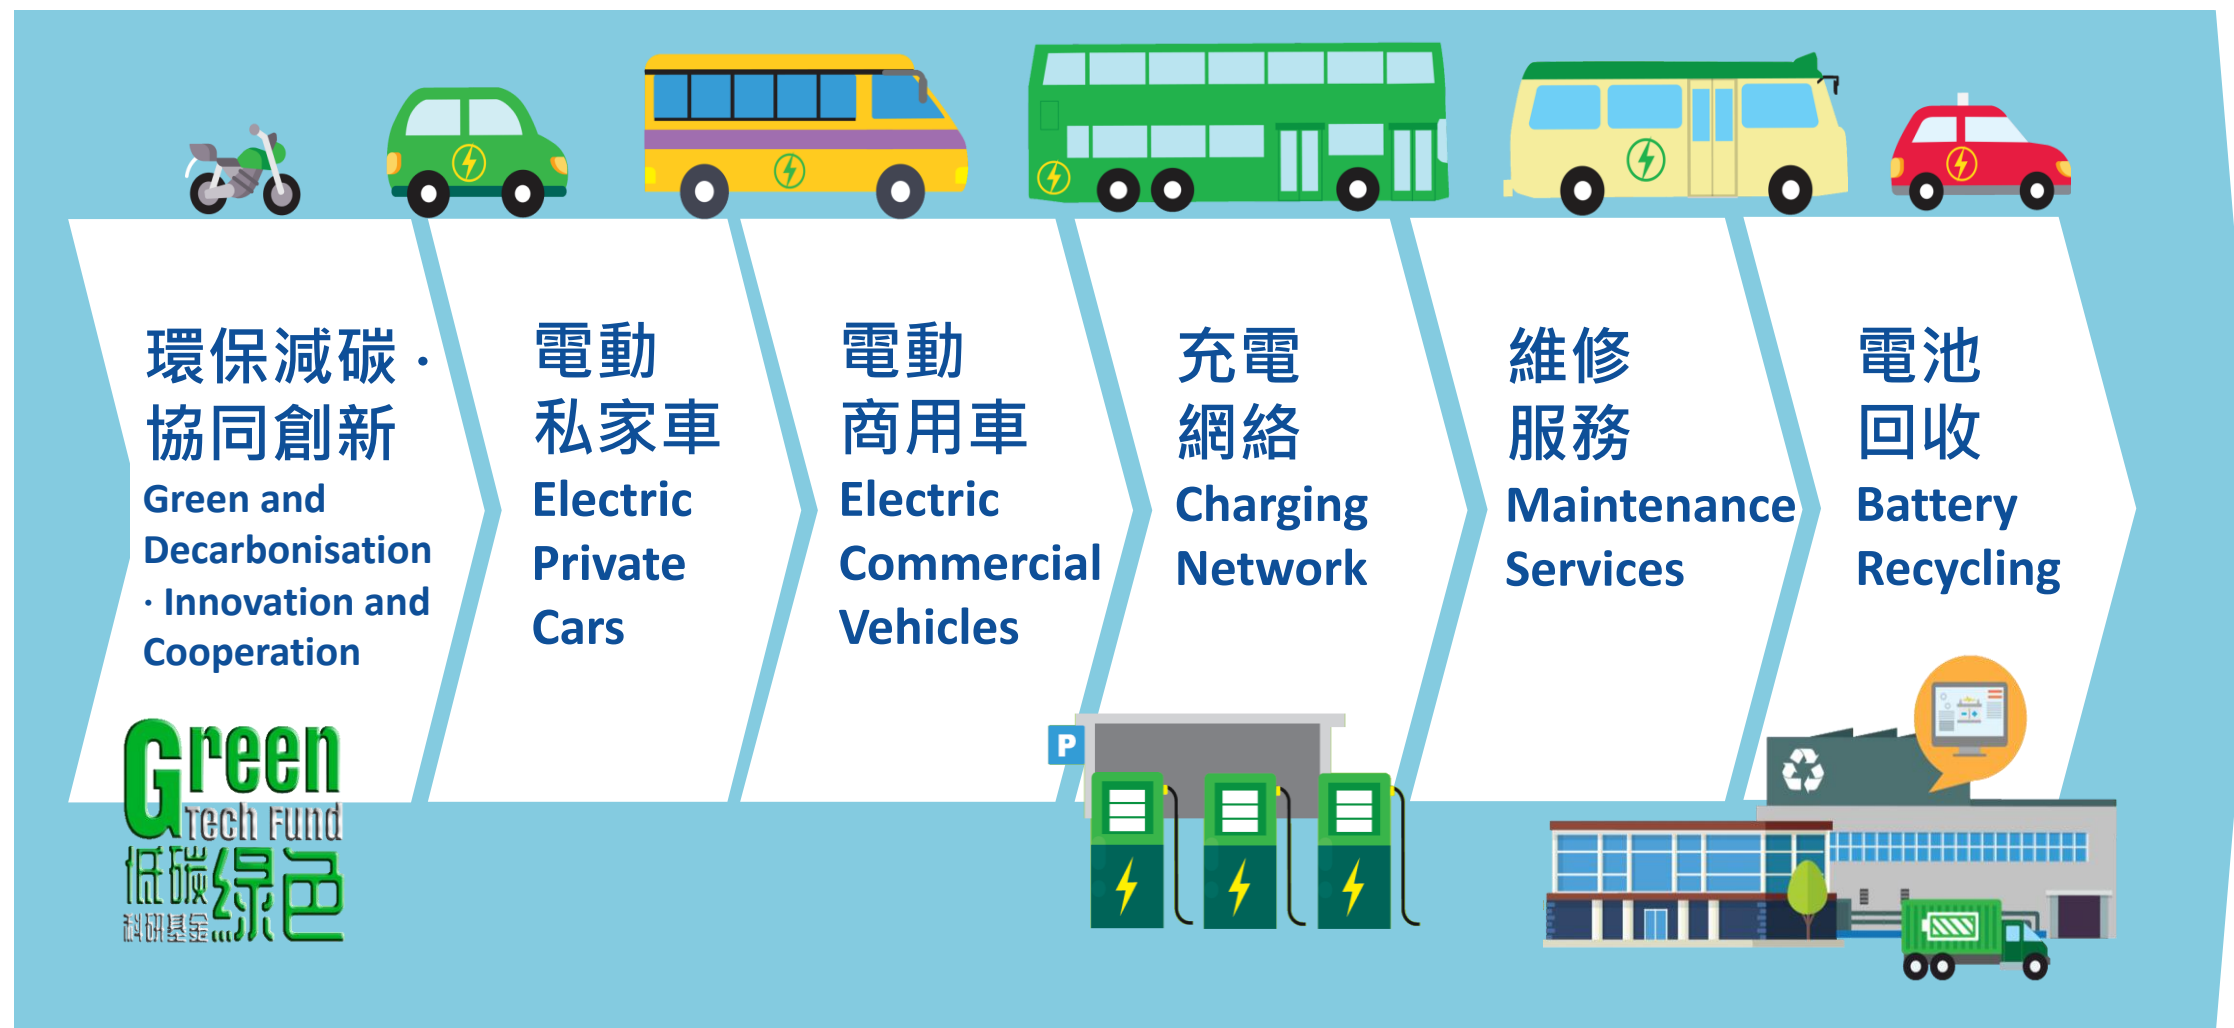 環保減碳 ·
協同創新
Green and
Decarbonisation
· Innovation and
Cooperation
Green
Tech Fund
低碳綠色
科研基金
電動
私家車
Electric
Private
Cars
電動
商用車
Electric
Commercial
Vehicles
充電
網絡
Charging
Network
P
維修
服務
Maintenance
Services
電池
回收
Battery
Recycling